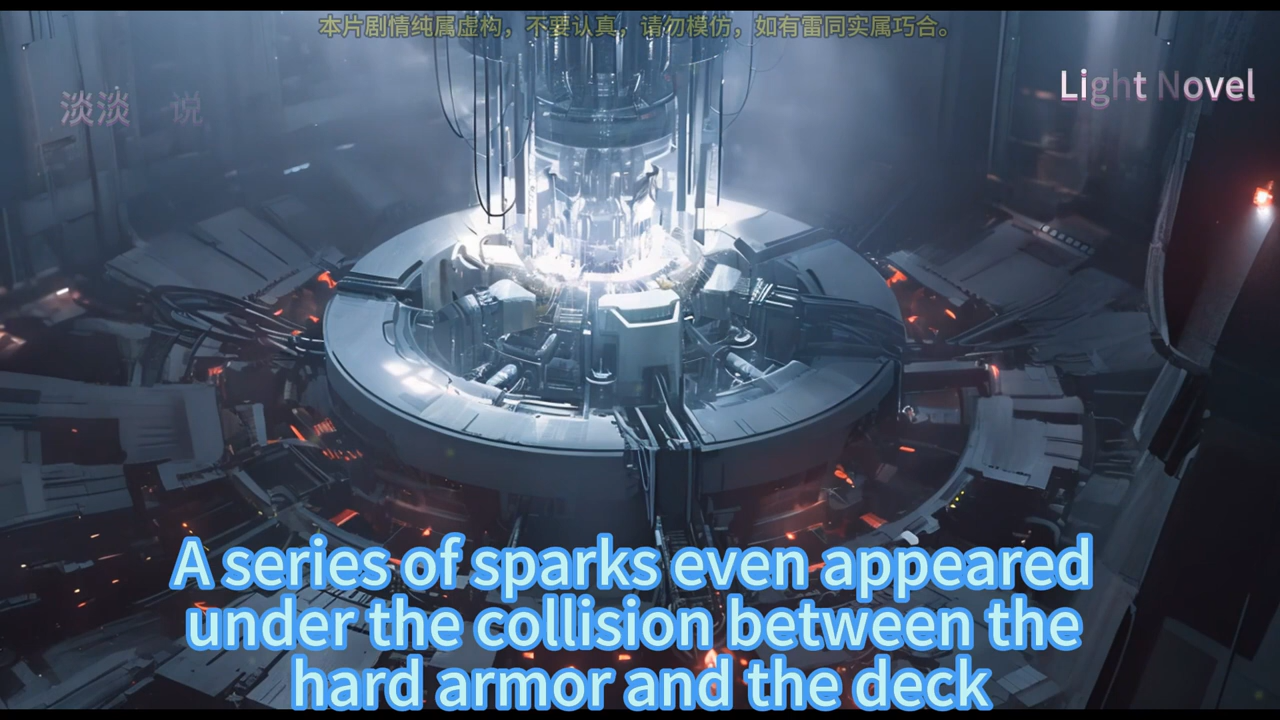 本片剧情纯属虚构，不要认真，请勿模仿，如有雷同实属巧合。
Light Novel
淡淡 说
A series of sparks even appeared
under the collision between the
hard armor and the deck